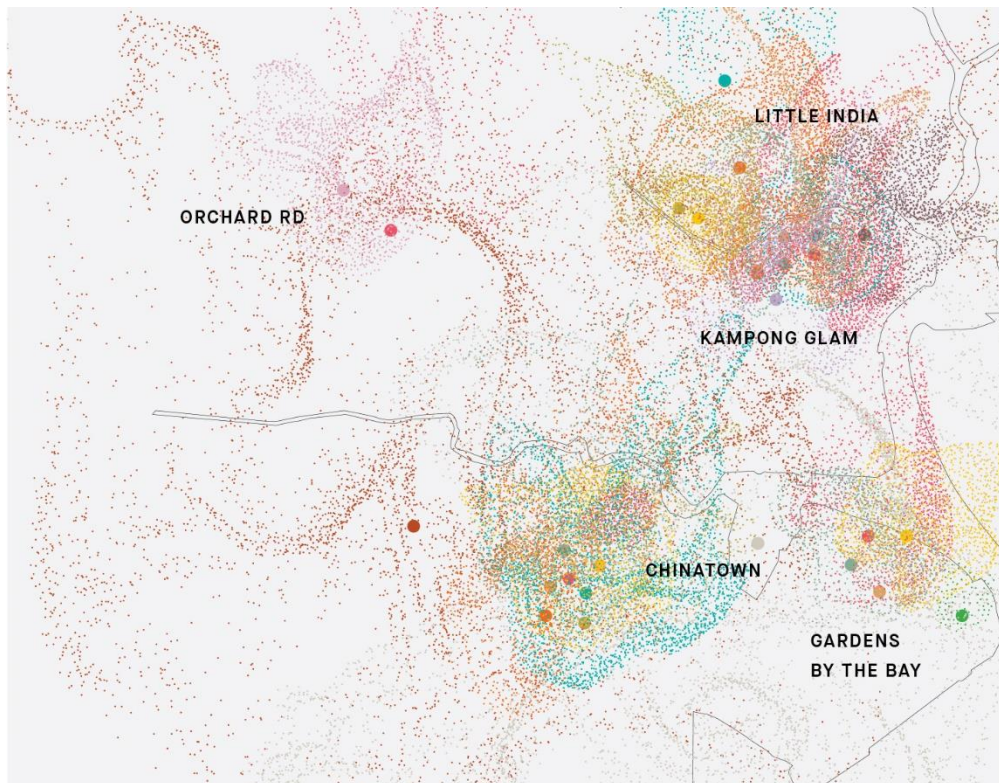 LITTLE INDIA
ORCHARD RD
KAMPONG GLAM
CHINATOWN
GARDENS
BY THE BAY